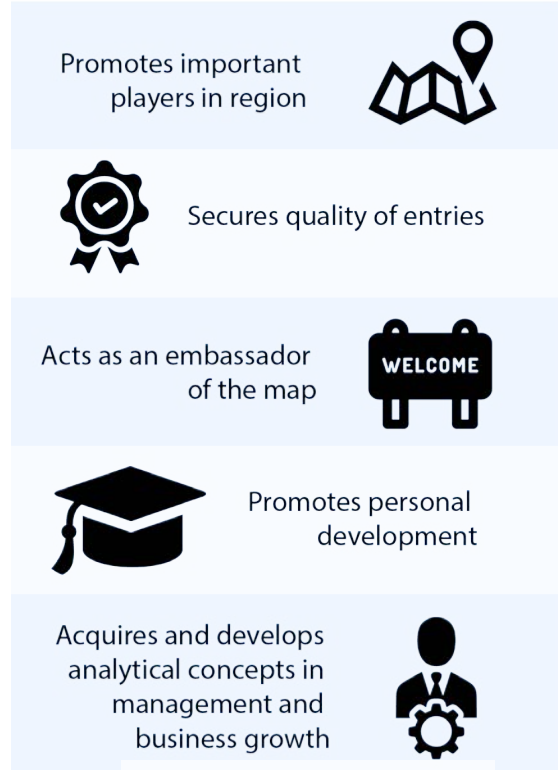 Promotes important
players in region
Secures quality of entries
Acts as an embassador
of the map
WELCOME
Promotes personal
development
Acquires and develops
analytical concepts in
management and
business growth